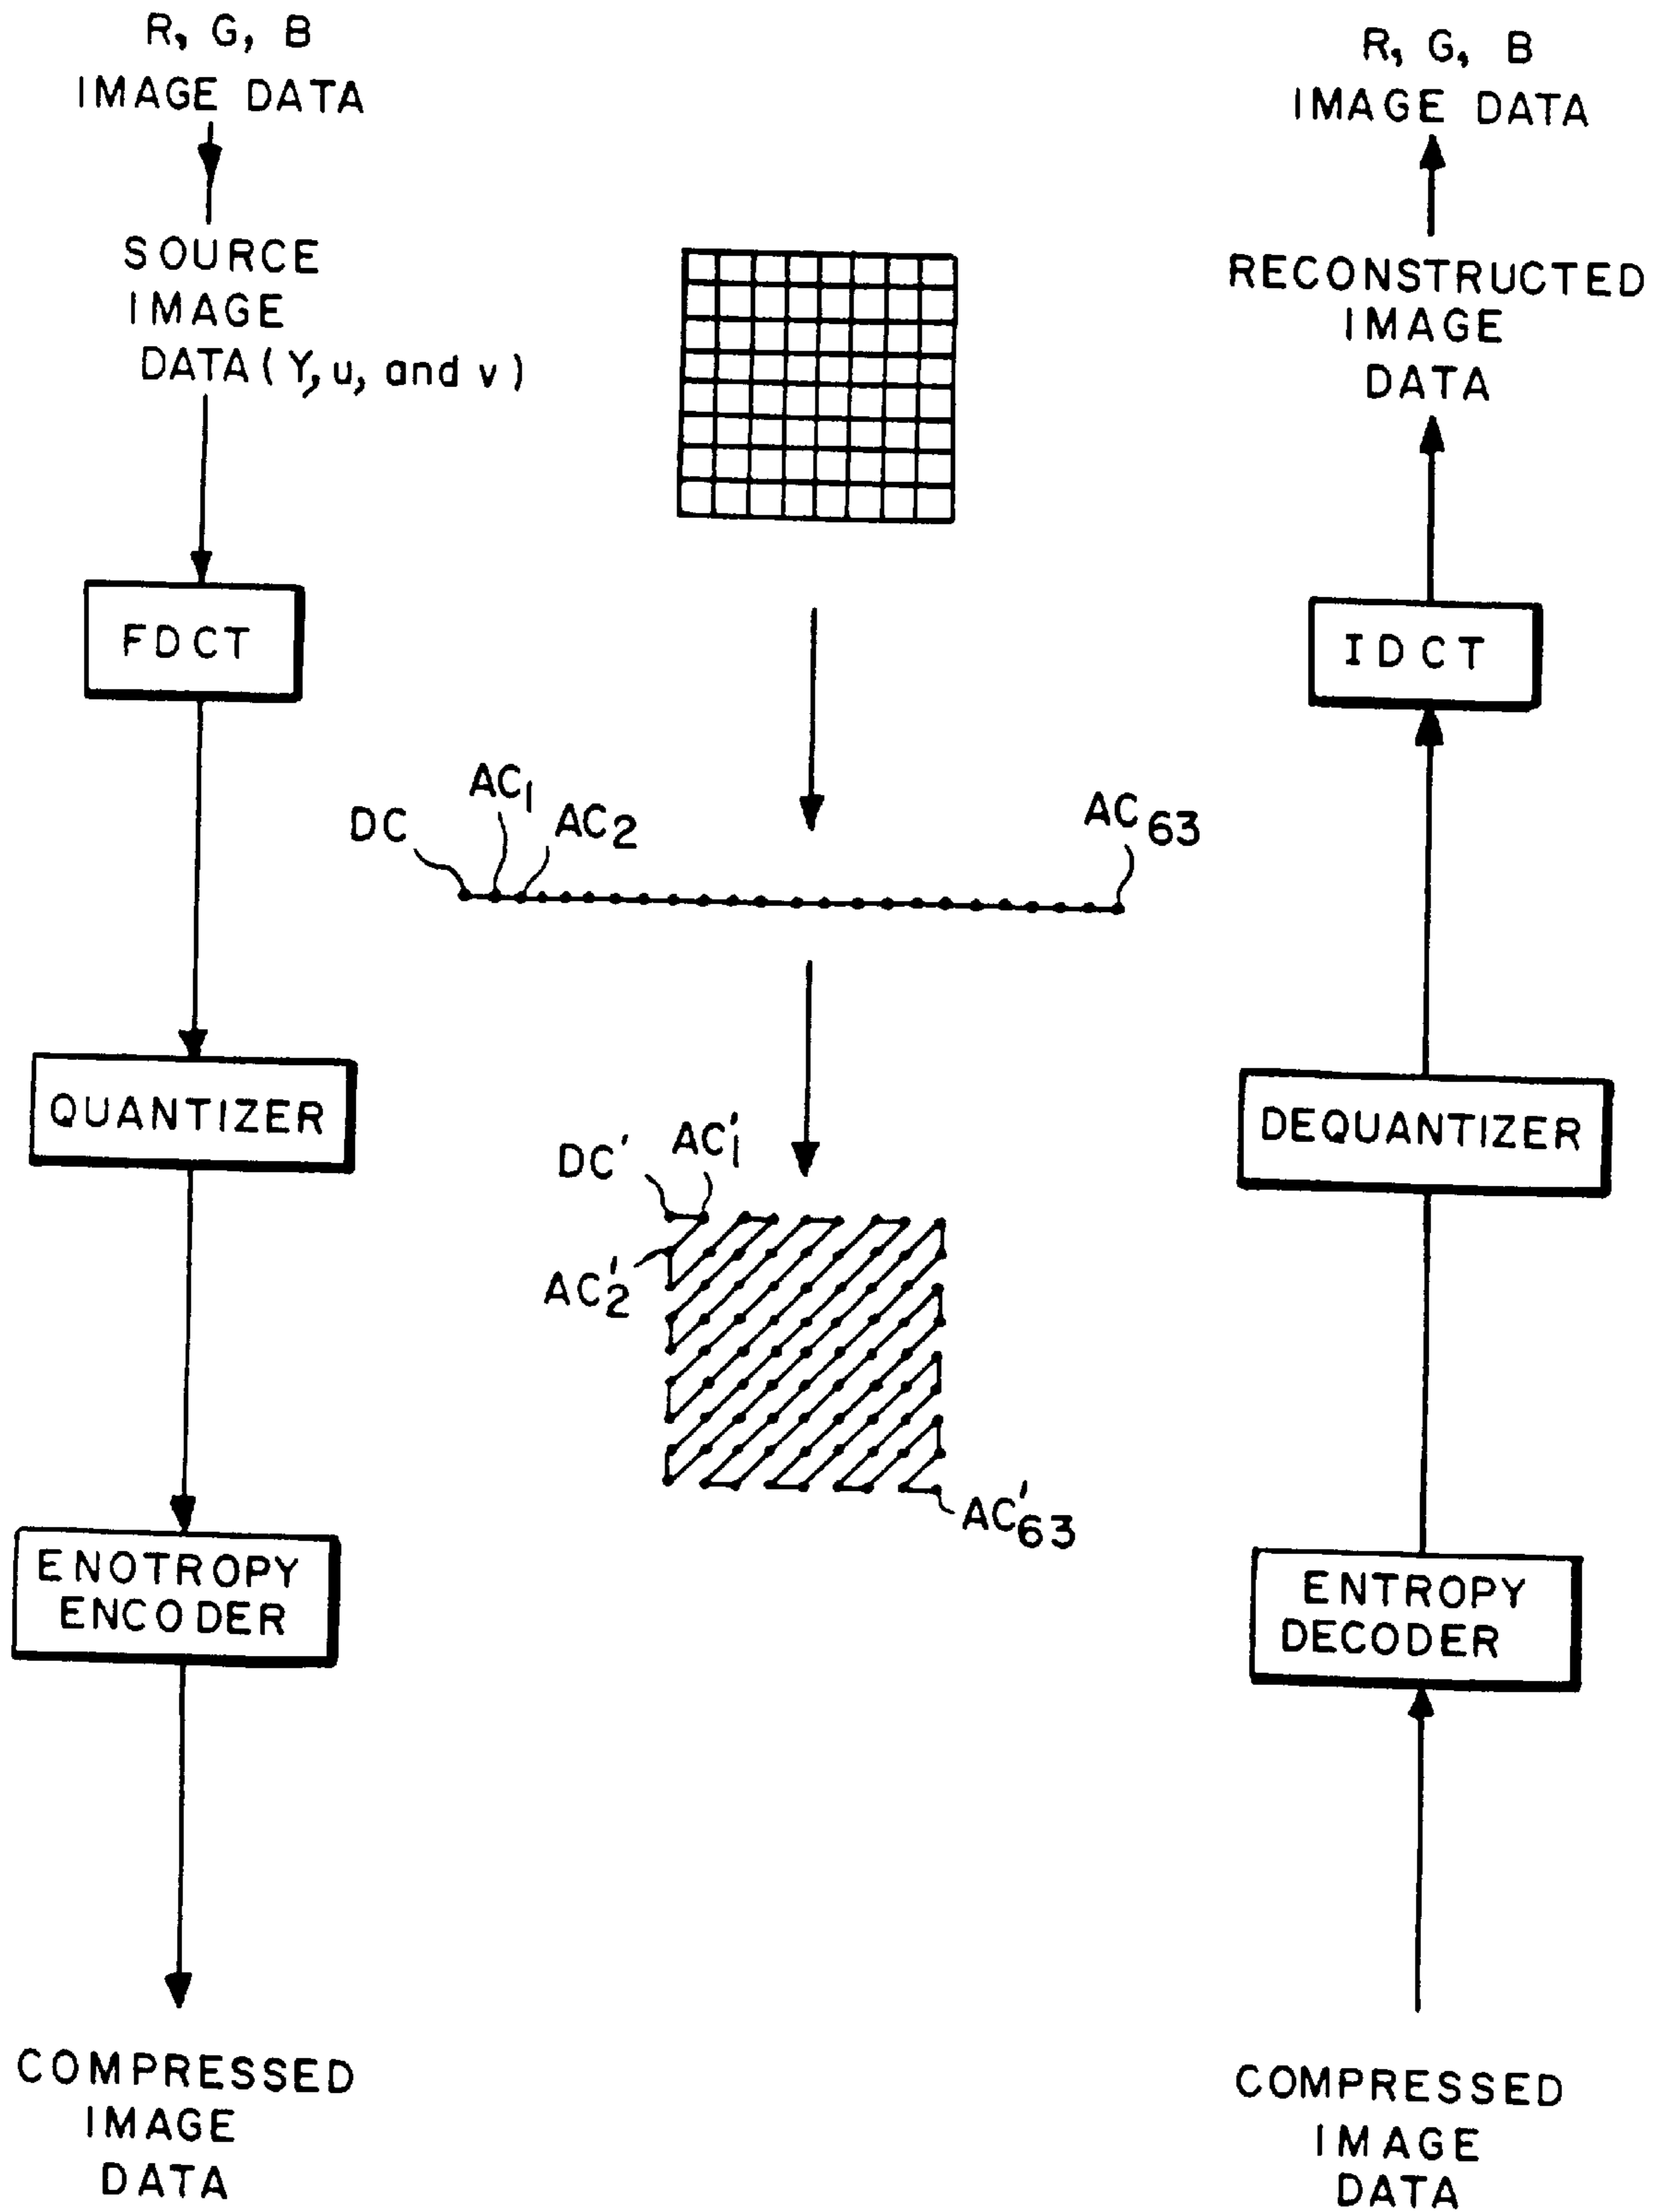 R, G, B
IMAGE DATA
SOURCE
IMAGE
DATA (Y, u, and v)
FDCT
QUANTIZER
ENOTROPY
ENCODER
COMPRESSED
IMAGE
DATA
DC
AC1
AC2
AC63
DC'
AC'1
AC'2
AC'63
R, G, B
IMAGE DATA
RECONSTRUCTED
IMAGE
DATA
IDCT
DEQUANTIZER
ENTROPY
DECODER
COMPRESSED
IMAGE
DATA